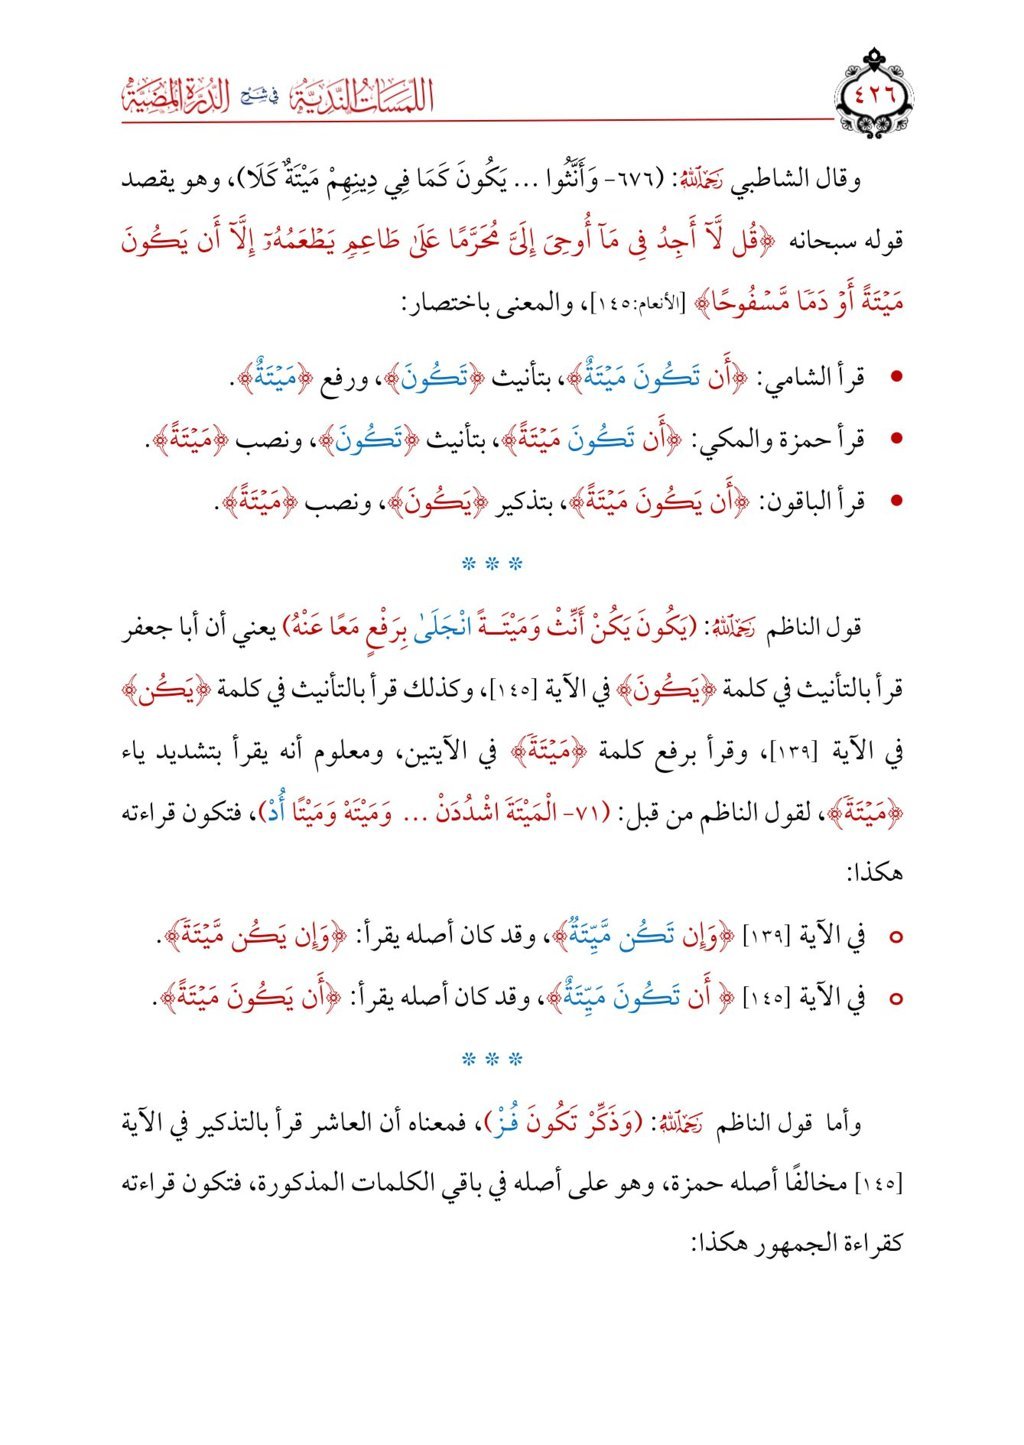 ٤٢٦
اللمسات الندية في شرح الدرة المضية
وقال الشاطبي رَحِمَهُ اللَّهُ: (٦٧٦- وَأَنَّثُوا ... يَكُونَ كَمَا فِي دِينِهِمْ مَيْتَةٌ كَلَا)، وهو يقصد
قوله سبحانه ﴿قُل لَّآ أَجِدُ فِي مَآ أُوحِيَ إِلَيَّ مُحَرَّمًا عَلَىٰ طَاعِمٖ يَطۡعَمُهُۥٓ إِلَّآ أَن يَكُونَ
مَيۡتَةً أَوۡ دَمٗا مَّسۡفُوحًا﴾ [الأنعام:١٤٥]، والمعنى باختصار:
• قرأ الشامي: ﴿أَن تَكُونَ مَيۡتَةٌ﴾، بتأنيث ﴿تَكُونَ﴾، ورفع ﴿مَيۡتَةٌ﴾.
• قرأ حمزة والمكي: ﴿أَن تَكُونَ مَيۡتَةً﴾، بتأنيث ﴿تَكُونَ﴾، ونصب ﴿مَيۡتَةً﴾.
• قرأ الباقون: ﴿أَن يَكُونَ مَيۡتَةً﴾، بتذكير ﴿يَكُونَ﴾، ونصب ﴿مَيۡتَةً﴾.
* * *
قول الناظم رَحِمَهُ اللَّهُ: (يَكُونَ يَكُنْ أَنِّثْ وَمَيْتَـــةً انْجَلَىٰ بِرَفْعٍ مَعًا عَنْهُ) يعني أن أبا جعفر
قرأ بالتأنيث في كلمة ﴿يَكُونَ﴾ في الآية [١٤٥]، وكذلك قرأ بالتأنيث في كلمة ﴿يَكُن﴾
في الآية [١٣٩]، وقرأ برفع كلمة ﴿مَيۡتَةٗ﴾ في الآيتين، ومعلوم أنه يقرأ بتشديد ياء
﴿مَيۡتَةٗ﴾، لقول الناظم من قبل: (٧١- الْمَيْتَةَ اشْدُدَنْ ... وَمَيْتَهْ وَمَيْتًا أُدْ)، فتكون قراءته
هكذا:
o في الآية [١٣٩] ﴿وَإِن تَكُن مَّيِّتَةٞ﴾، وقد كان أصله يقرأ: ﴿وَإِن يَكُن مَّيۡتَةٗ﴾.
o في الآية [١٤٥] ﴿ أَن تَكُونَ مَيِّتَةٌ﴾، وقد كان أصله يقرأ: ﴿أَن يَكُونَ مَيۡتَةً﴾.
* * *
وأما قول الناظم رَحِمَهُ اللَّهُ: (وَذَكِّرْ تَكُونَ فُزْ)، فمعناه أن العاشر قرأ بالتذكير في الآية
[١٤٥] مخالفًا أصله حمزة، وهو على أصله في باقي الكلمات المذكورة، فتكون قراءته
كقراءة الجمهور هكذا: